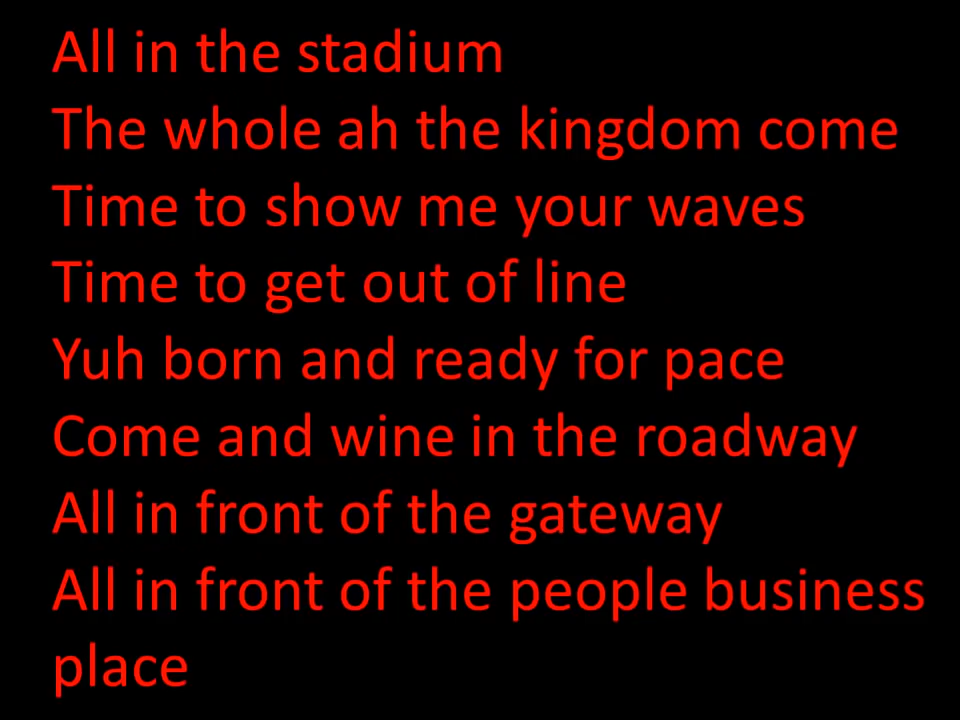 All in the stadium
The whole ah the kingdom come
Time to show me your waves
Time to get out of line
Yuh born and ready for pace
Come and wine in the roadway
All in front of the gateway
All in front of the people business
place